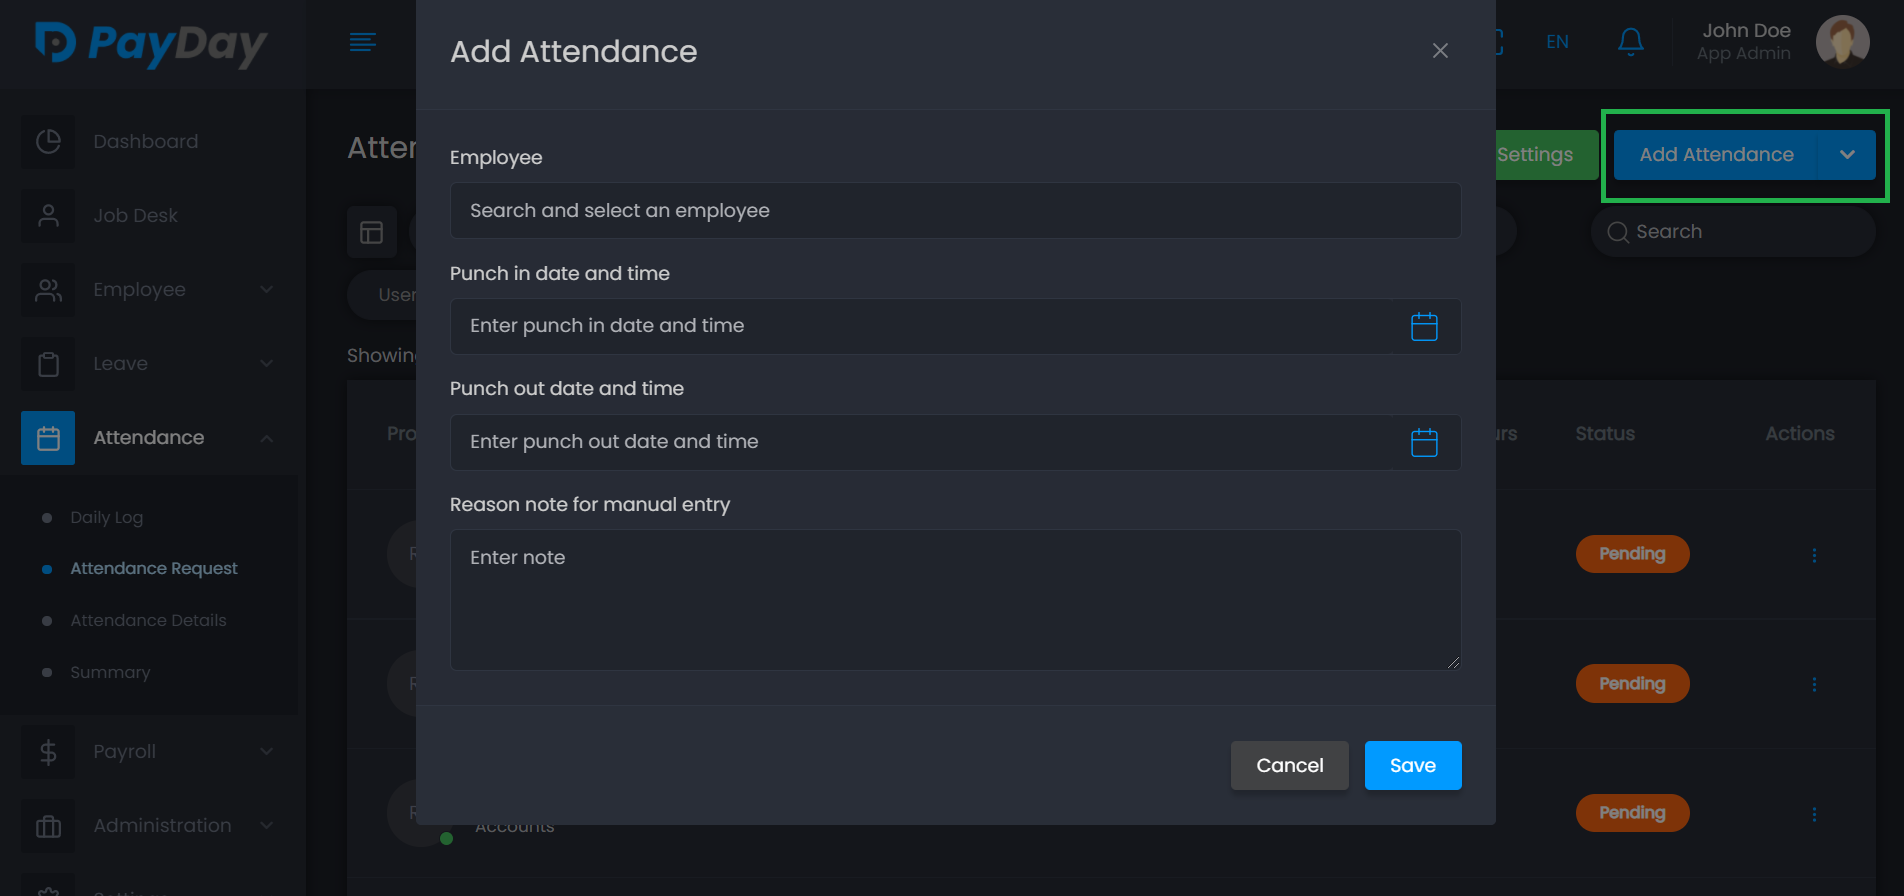 PayDay
EN
John Doe
App Admin
Add Attendance
Dashboard
Job Desk
Employee
Leave
Attendance
Daily Log
Attendance Request
Attendance Details
Summary
Payroll
Administration
Settings
Atten
Settings
Add Attendance
Search
User
Showing
Pro
urs
Status
Actions
Pending
Pending
Pending
Accounts
Employee
Search and select an employee
Punch in date and time
Enter punch in date and time
Punch out date and time
Enter punch out date and time
Reason note for manual entry
Enter note
Cancel
Save